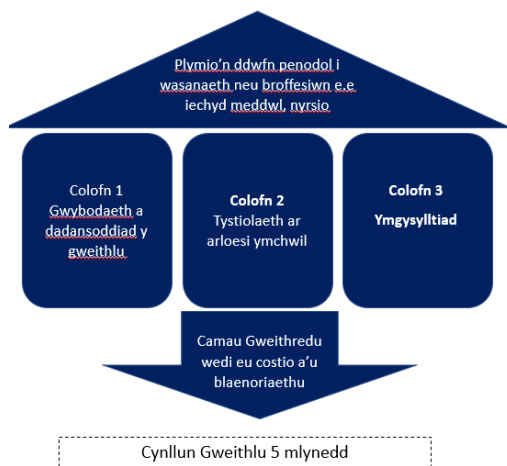 Plymio'n ddwfn penodol i
wasanaeth neu broffesiwn e.e
iechyd meddwl, nyrsio
Colofn 1
Gwybodaeth a
dadansoddiad y
gweithlu
Colofn 2
Tystiolaeth ar
arloesi ymchwil
Colofn 3
Ymgysylltiad
Camau Gweithredu
wedi eu costio a'u
blaenoriaethu
Cynllun Gweithlu 5 mlynedd